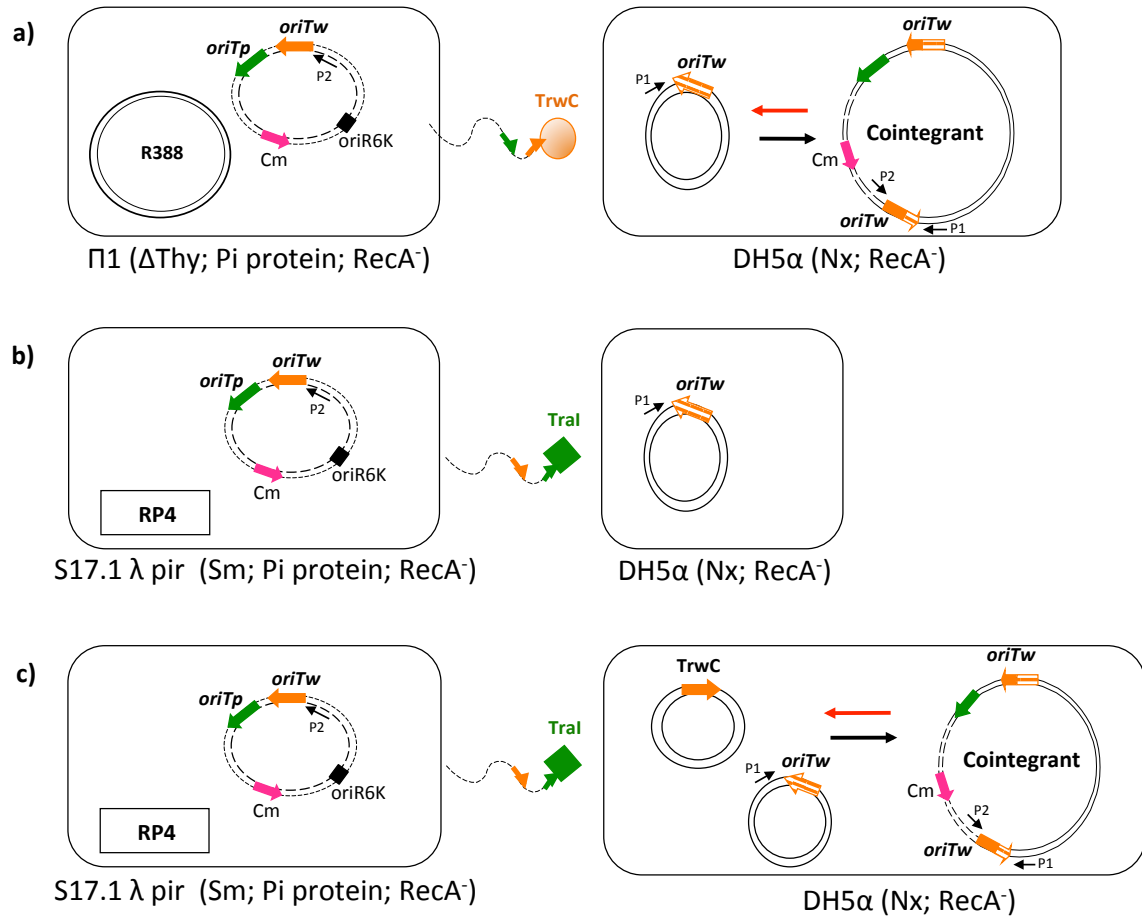 a)
oriTp
oriTw
P2
R388
Cm
oriR6K
TrwC
P1
oriTw
oriTw
Cointegrant
Cm
P2
oriTw
P1
Π1 (ΔThy; Pi protein; RecA-)
DH5α (Nx; RecA-)
b)
oriTp
oriTw
P2
Cm
oriR6K
RP4
TraI
P1
oriTw
S17.1 λ pir (Sm; Pi protein; RecA-)
DH5α (Nx; RecA-)
c)
oriTp
oriTw
P2
Cm
oriR6K
RP4
TraI
TrwC
P1
oriTw
oriTw
Cointegrant
Cm
P2
oriTw
P1
S17.1 λ pir (Sm; Pi protein; RecA-)
DH5α (Nx; RecA-)